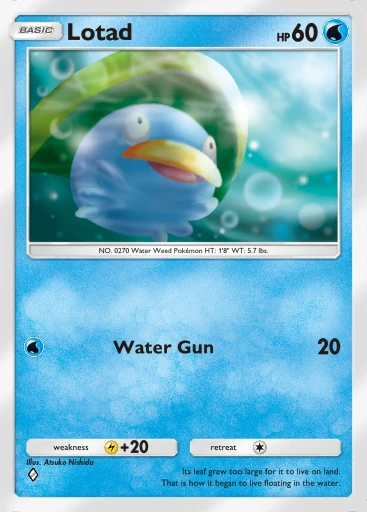 BASIC Lotad HP 60
NO. 0270 Water Weed Pokémon HT: 1'8" WT: 5.7 lbs.
Water Gun 20
weakness +20 retreat
Illus. Atsuko Nishida
Its leaf grew too large for it to live on land.
That is how it began to live floating in the water.